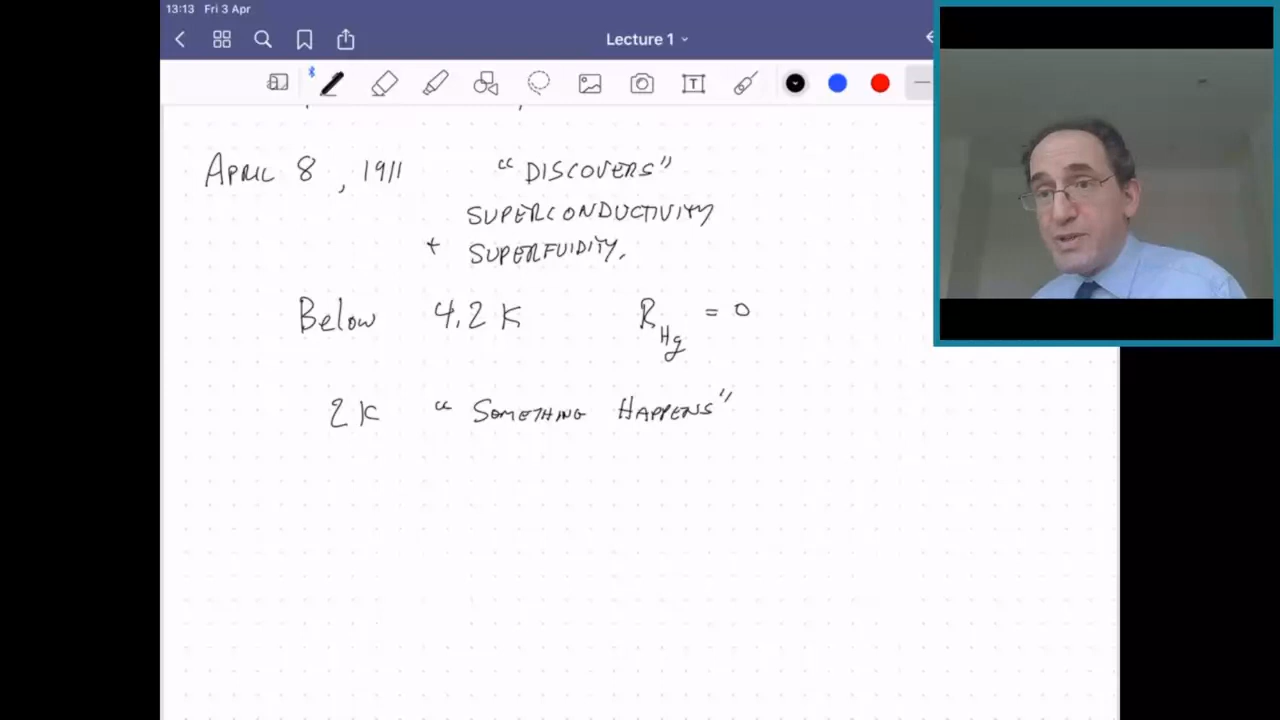 13:13 Fri 3 Apr
Lecture 1
T
APRIL 8, 1911 "DISCOVERS"
SUPERCONDUCTIVITY
+ SUPERFUIDITY.
Below 4.2 K R_Hg = 0
2K "SOMETHING HAPPENS"